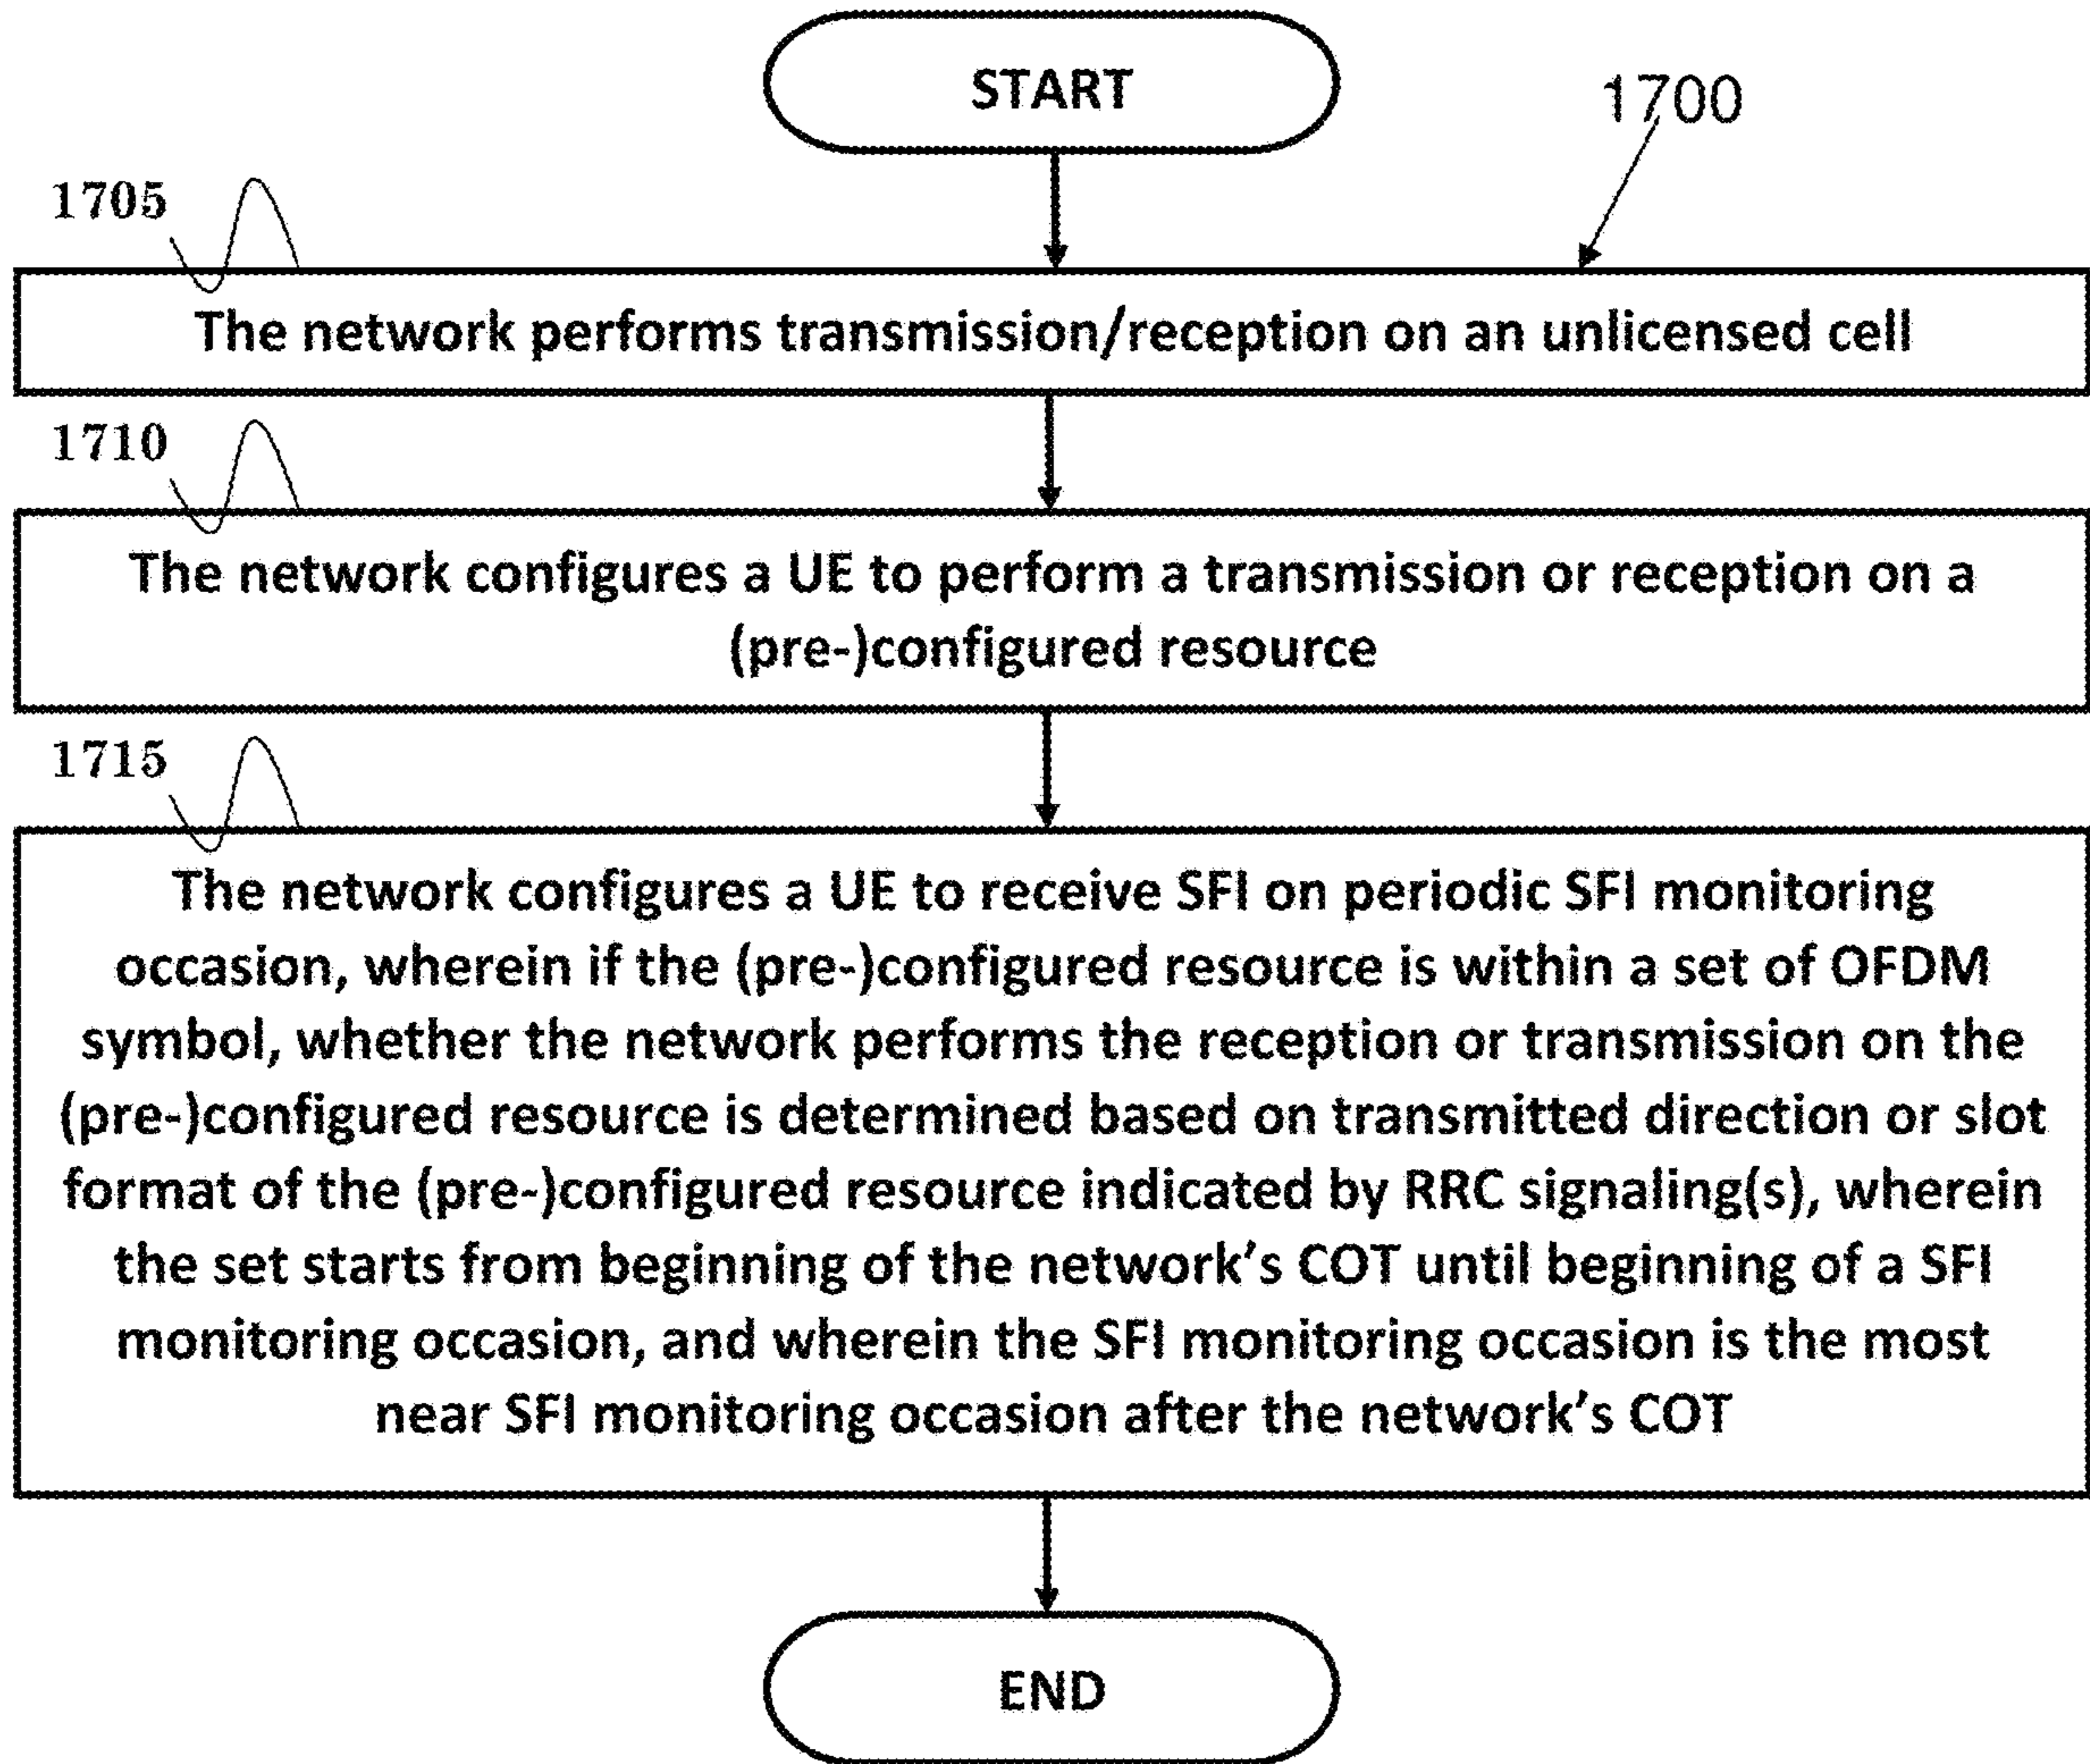 START
1700
1705
The network performs transmission/reception on an unlicensed cell
1710
The network configures a UE to perform a transmission or reception on a
(pre-)configured resource
1715
The network configures a UE to receive SFI on periodic SFI monitoring
occasion, wherein if the (pre-)configured resource is within a set of OFDM
symbol, whether the network performs the reception or transmission on the
(pre-)configured resource is determined based on transmitted direction or slot
format of the (pre-)configured resource indicated by RRC signaling(s), wherein
the set starts from beginning of the network's COT until beginning of a SFI
monitoring occasion, and wherein the SFI monitoring occasion is the most
near SFI monitoring occasion after the network's COT
END